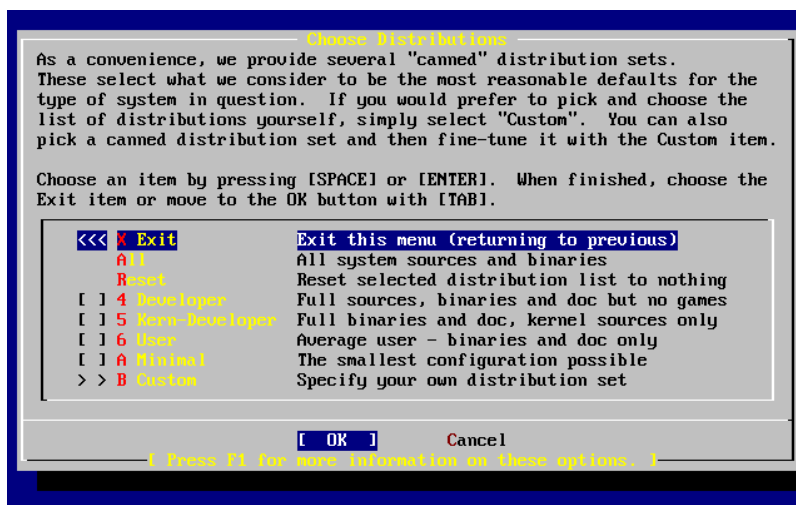 Choose Distributions
As a convenience, we provide several "canned" distribution sets.
These select what we consider to be the most reasonable defaults for the
type of system in question.  If you would prefer to pick and choose the
list of distributions yourself, simply select "Custom".  You can also
pick a canned distribution set and then fine-tune it with the Custom item.
Choose an item by pressing [SPACE] or [ENTER].  When finished, choose the
Exit item or move to the OK button with [TAB].
<<< X Exit Exit this menu (returning to previous)
All All system sources and binaries
Reset Reset selected distribution list to nothing
[ ] 4 Developer Full sources, binaries and doc but no games
[ ] 5 Kern-Developer Full binaries and doc, kernel sources only
[ ] 6 User Average user - binaries and doc only
[ ] A Minimal The smallest configuration possible
> > B Custom Specify your own distribution set
[ OK ] Cancel
[ Press F1 for more information on these options. ]